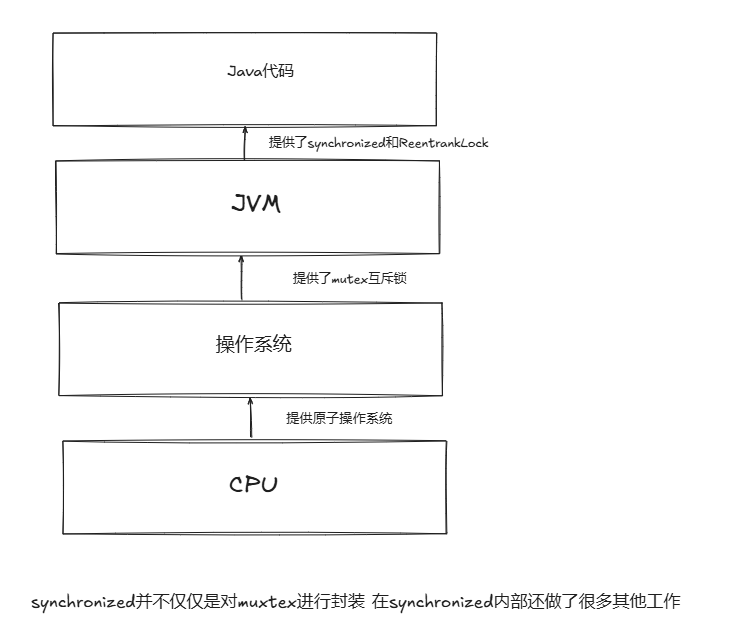 Java代码
提供了synchronized和ReentrankLock
JVM
提供了mutex互斥锁
操作系统
提供原子操作系统
CPU
synchronized并不仅仅是对muxtex进行封装 在synchronized内部还做了很多其他工作